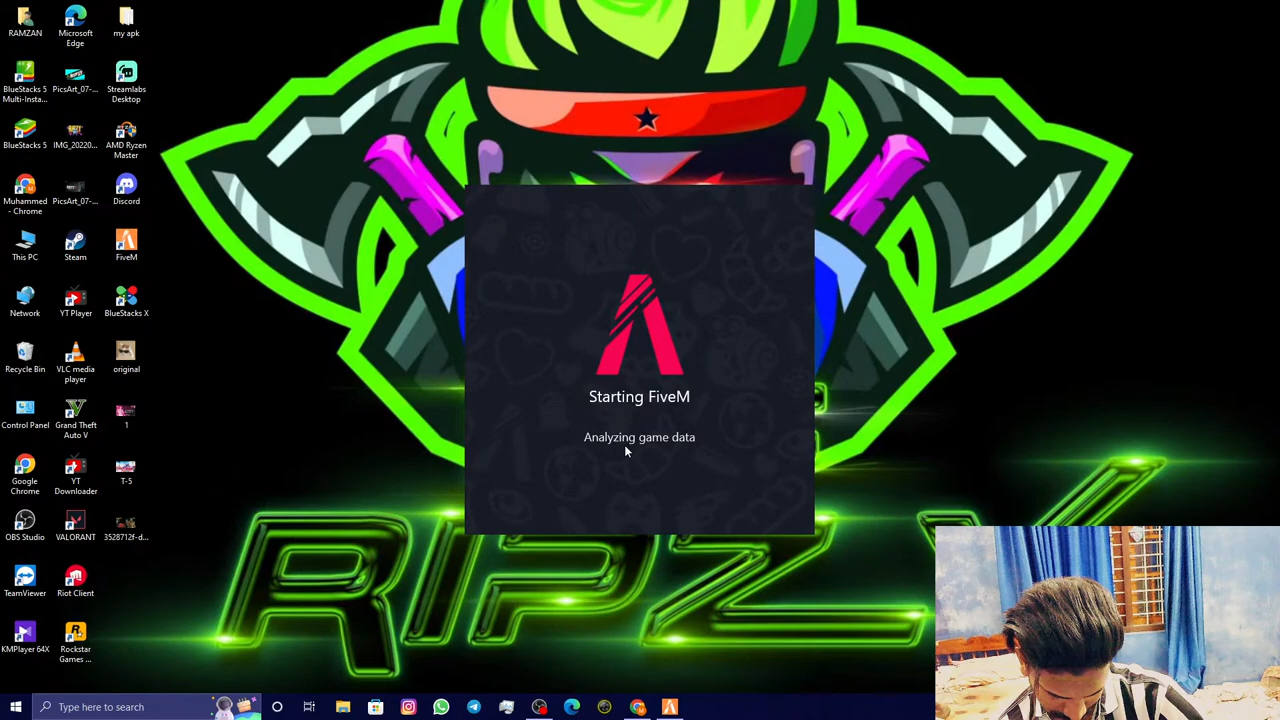 RAMZAN
Microsoft
Edge
my apk
BlueStacks 5
Multi-Insta...
PicsArt_07-...
Streamlabs
Desktop
BlueStacks 5
IMG_20220...
AMD Ryzen
Master
Muhammed
- Chrome
PicsArt_07-...
Discord
This PC
Steam
FiveM
Network
YT Player
BlueStacks X
Recycle Bin
VLC media
player
original
Control Panel
Grand Theft
Auto V
1
Google
Chrome
YT
Downloader
T-5
OBS Studio
VALORANT
3528712f-d...
TeamViewer
Riot Client
KMPlayer 64X
Rockstar
Games ...
Starting FiveM
Analyzing game data
RIPZ
Type here to search